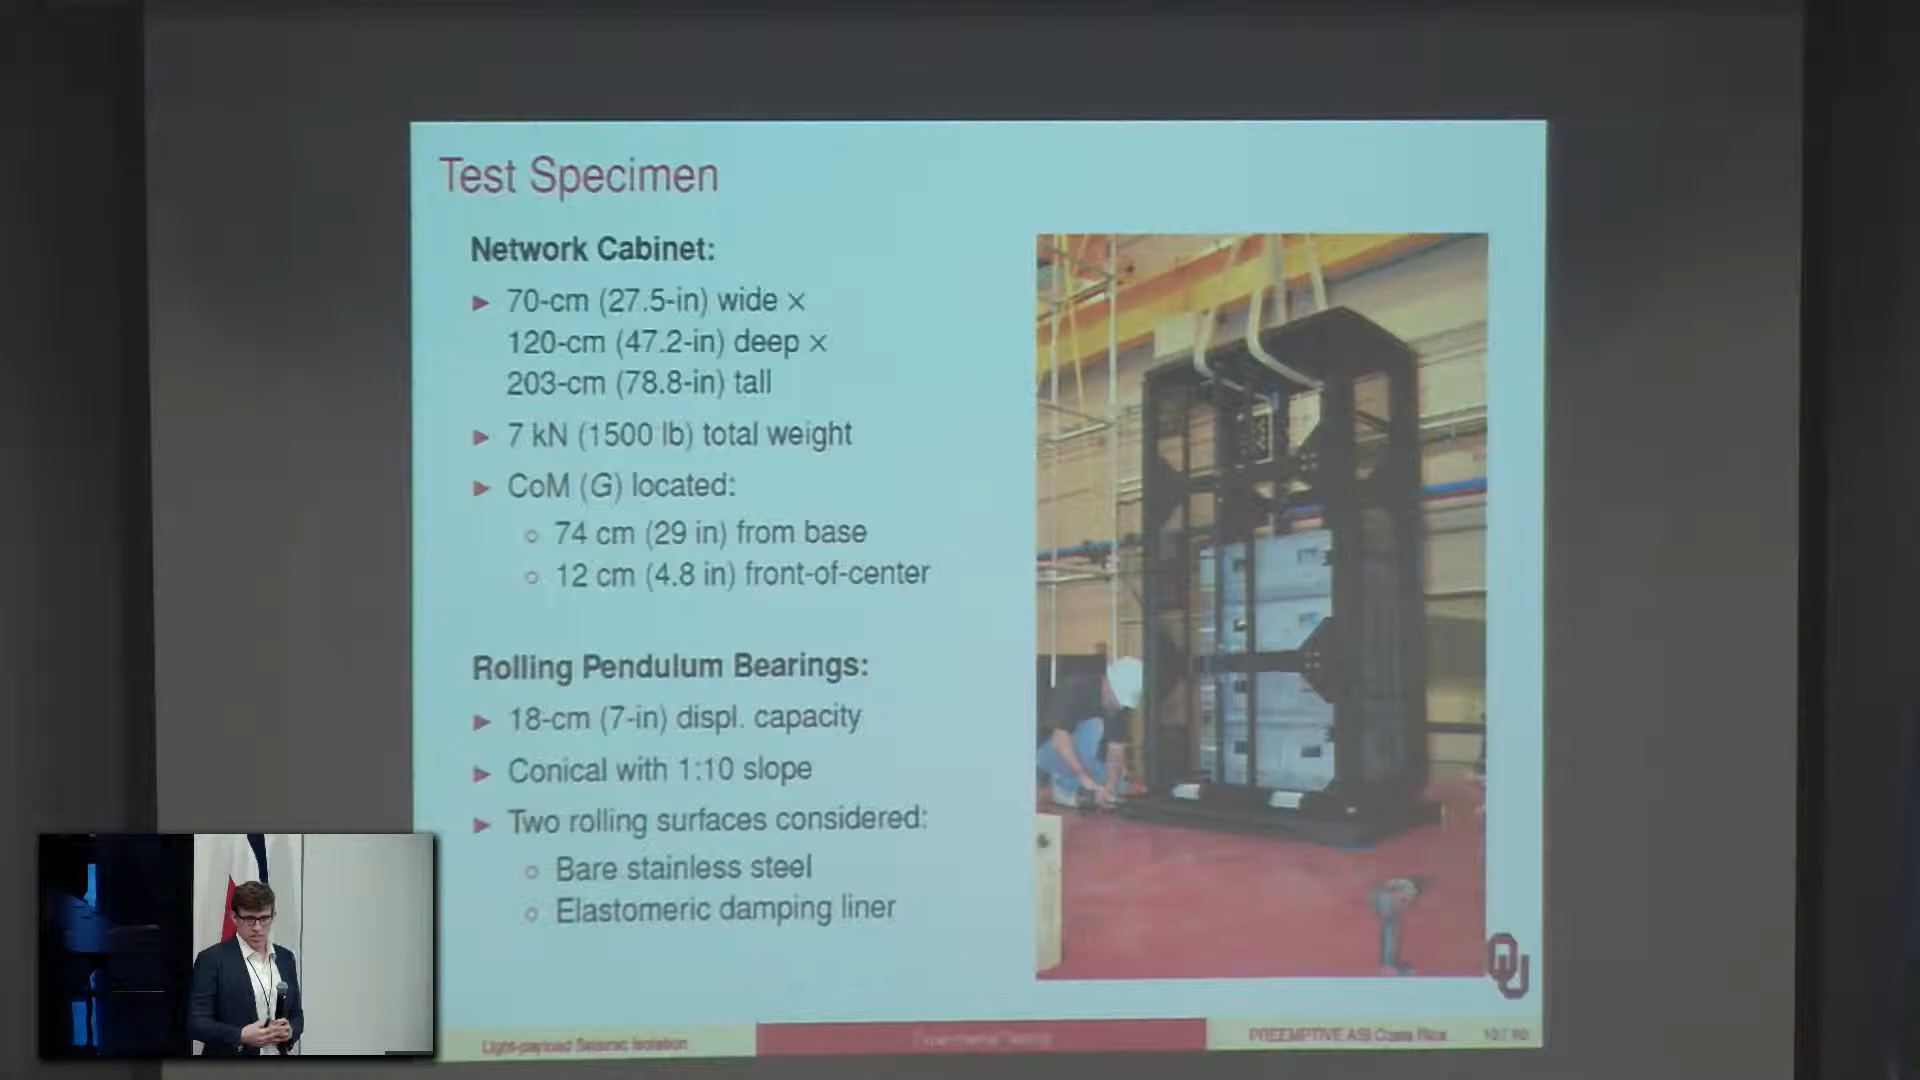 Test Specimen
Network Cabinet:
► 70-cm (27.5-in) wide ×
120-cm (47.2-in) deep ×
203-cm (78.8-in) tall
► 7 kN (1500 lb) total weight
► CoM (G) located:
○ 74 cm (29 in) from base
○ 12 cm (4.8 in) front-of-center
Rolling Pendulum Bearings:
► 18-cm (7-in) displ. capacity
► Conical with 1:10 slope
► Two rolling surfaces considered:
○ Bare stainless steel
○ Elastomeric damping liner
OU
Light-payload Seismic Isolation
Experimental Testing
PREEMPTIVE ASI Costa Rica